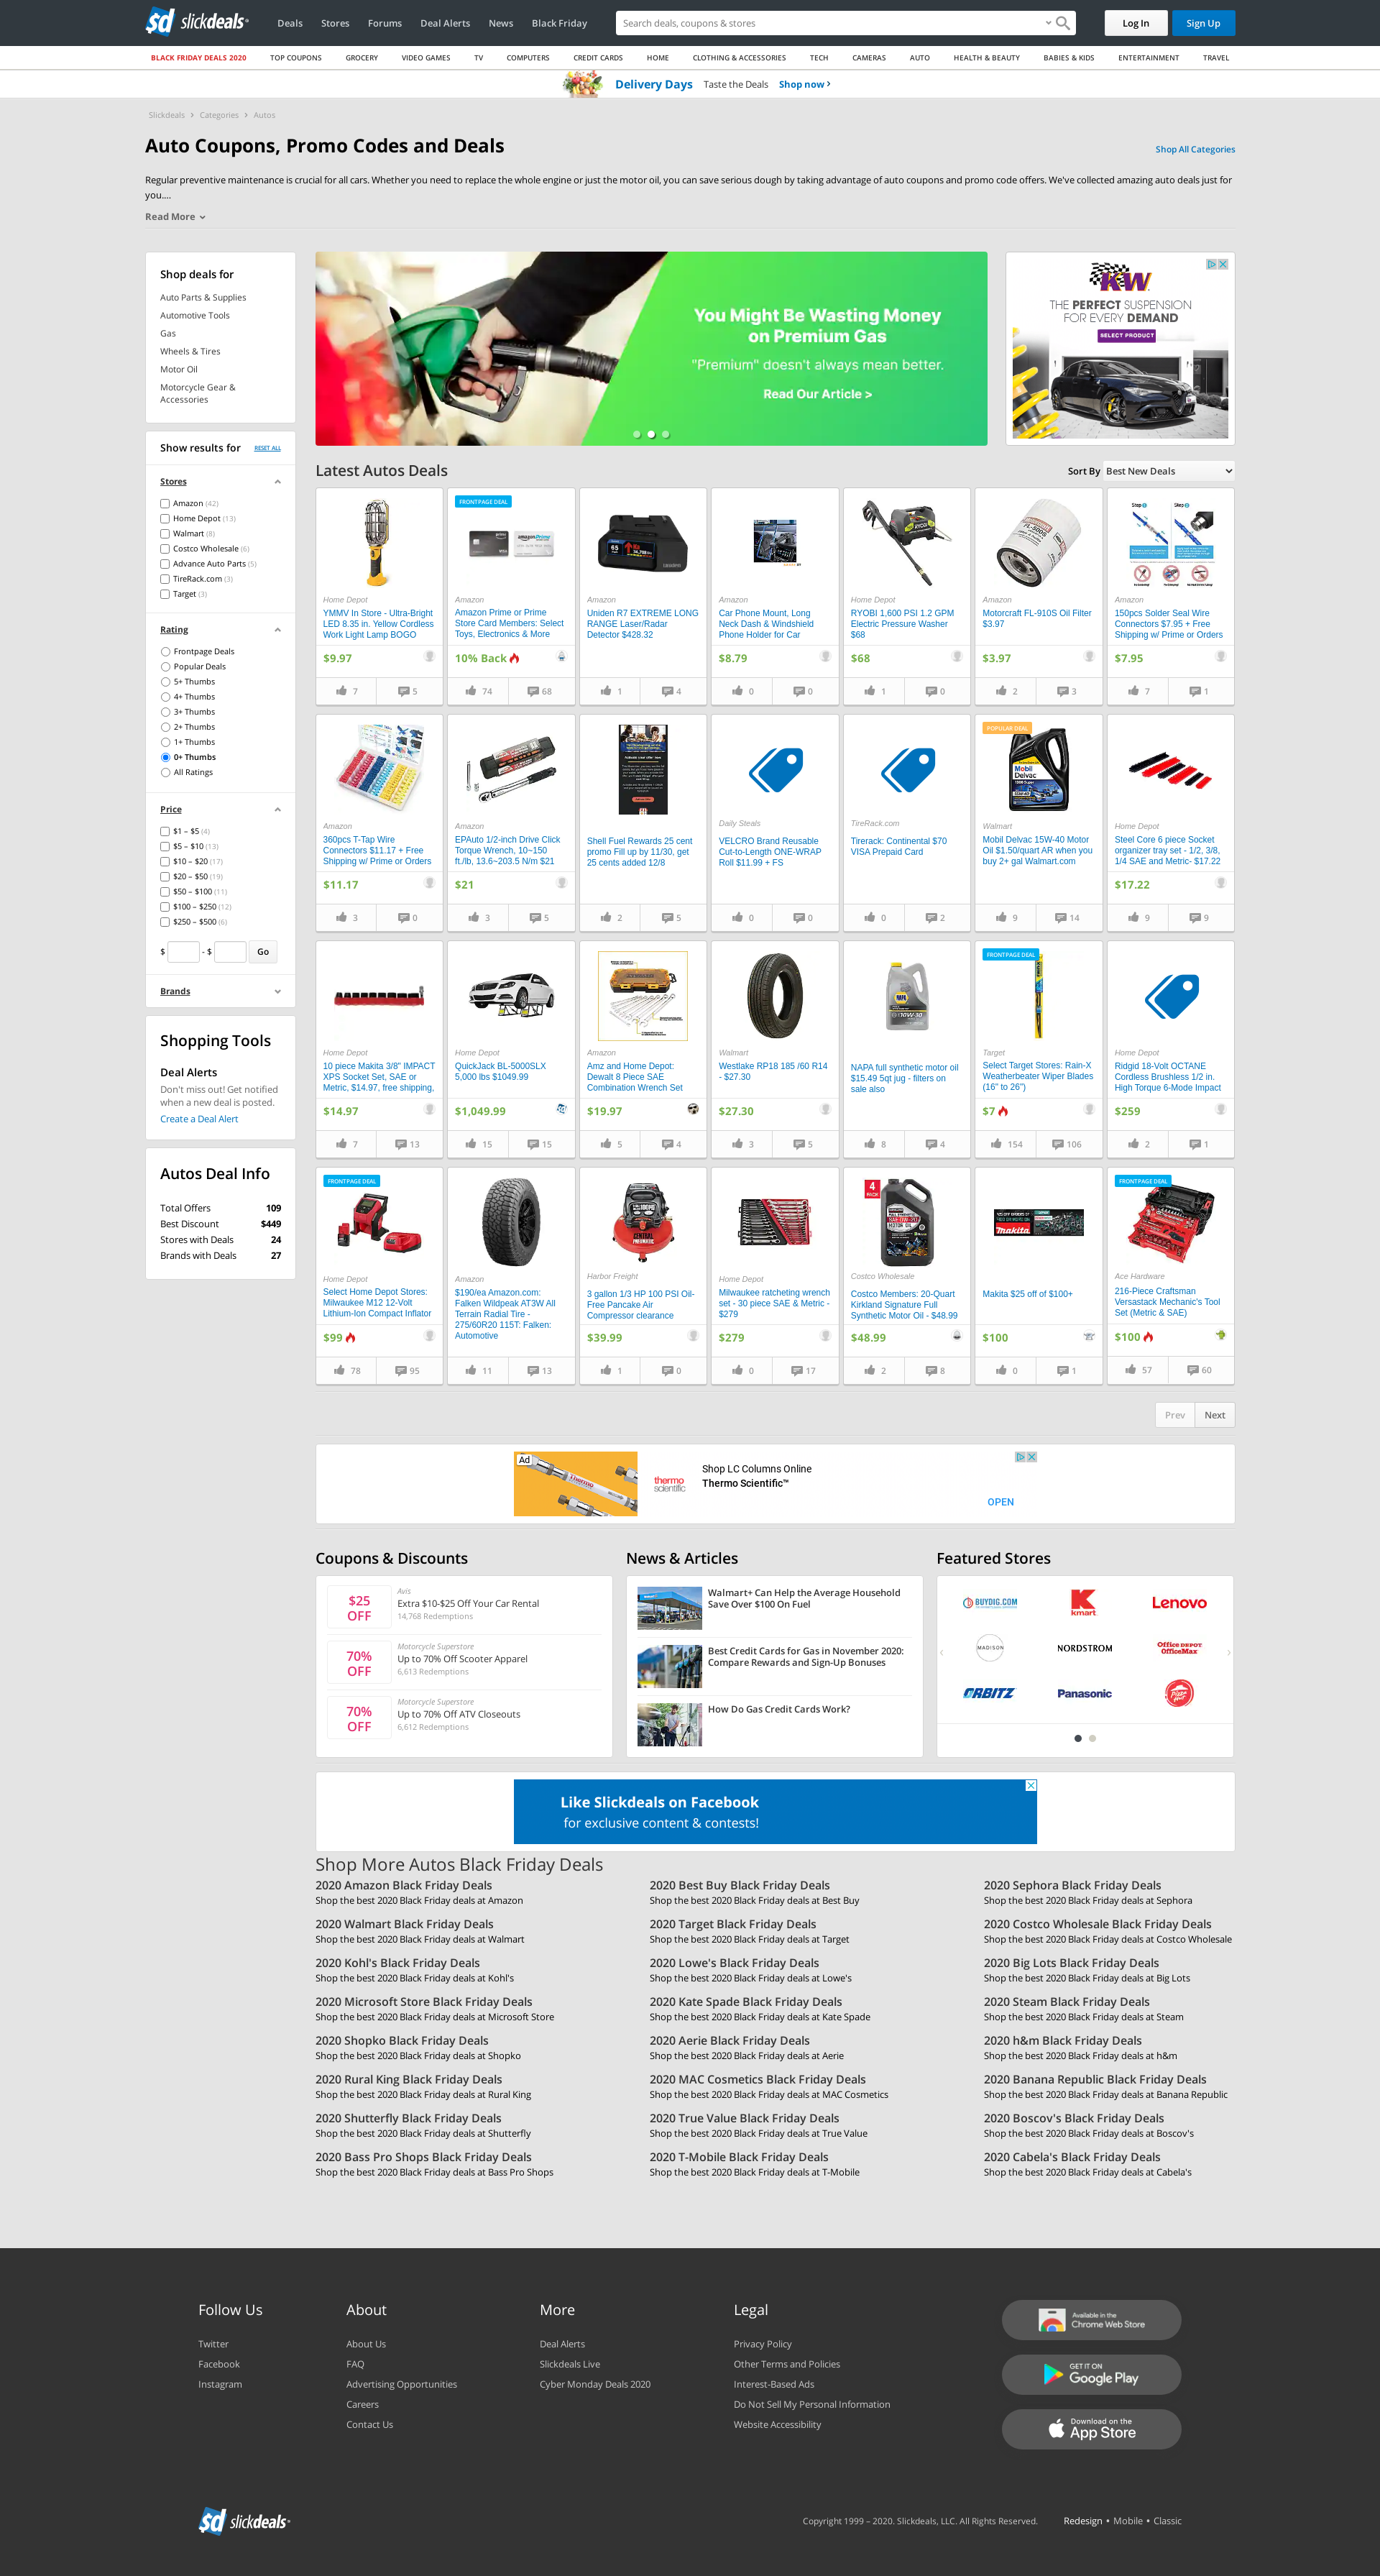 sd slickdeals
Deals Stores Forums Deal Alerts News Black Friday
Search deals, coupons & stores
Log In
Sign Up
BLACK FRIDAY DEALS 2020 TOP COUPONS GROCERY VIDEO GAMES TV COMPUTERS CREDIT CARDS HOME CLOTHING & ACCESSORIES TECH CAMERAS AUTO HEALTH & BEAUTY BABIES & KIDS ENTERTAINMENT TRAVEL
Delivery Days Taste the Deals Shop now ›
Slickdeals › Categories › Autos
Auto Coupons, Promo Codes and Deals
Shop All Categories
Regular preventive maintenance is crucial for all cars. Whether you need to replace the whole engine or just the motor oil, you can save serious dough by taking advantage of auto coupons and promo code offers. We've collected amazing auto deals just for
you....
Read More
Shop deals for
Auto Parts & Supplies
Automotive Tools
Gas
Wheels & Tires
Motor Oil
Motorcycle Gear &
Accessories
Show results for RESET ALL
Stores
Amazon (42)
Home Depot (13)
Walmart (8)
Costco Wholesale (6)
Advance Auto Parts (5)
TireRack.com (3)
Target (3)
Rating
Frontpage Deals
Popular Deals
5+ Thumbs
4+ Thumbs
3+ Thumbs
2+ Thumbs
1+ Thumbs
0+ Thumbs
All Ratings
Price
$1 – $5 (4)
$5 – $10 (13)
$10 – $20 (17)
$20 – $50 (19)
$50 – $100 (11)
$100 – $250 (12)
$250 – $500 (6)
$ - $ Go
Brands
Shopping Tools
Deal Alerts
Don't miss out! Get notified
when a new deal is posted.
Create a Deal Alert
Autos Deal Info
Total Offers 109
Best Discount $449
Stores with Deals 24
Brands with Deals 27
You Might Be Wasting Money
on Premium Gas
"Premium" doesn't always mean better.
Read Our Article >
KW
THE PERFECT SUSPENSION
FOR EVERY DEMAND
SELECT PRODUCT
Latest Autos Deals
Sort By Best New Deals
Home Depot
YMMV In Store - Ultra-Bright
LED 8.35 in. Yellow Cordless
Work Light Lamp BOGO
$9.97
7 5
FRONTPAGE DEAL
Amazon
Amazon Prime or Prime
Store Card Members: Select
Toys, Electronics & More
10% Back
74 68
Amazon
Uniden R7 EXTREME LONG
RANGE Laser/Radar
Detector $428.32
1 4
Amazon
Car Phone Mount, Long
Neck Dash & Windshield
Phone Holder for Car
$8.79
0 0
Home Depot
RYOBI 1,600 PSI 1.2 GPM
Electric Pressure Washer
$68
$68
1 0
Amazon
Motorcraft FL-910S Oil Filter
$3.97
$3.97
2 3
Amazon
150pcs Solder Seal Wire
Connectors $7.95 + Free
Shipping w/ Prime or Orders
$7.95
7 1
Amazon
360pcs T-Tap Wire
Connectors $11.17 + Free
Shipping w/ Prime or Orders
$11.17
3 0
Amazon
EPAuto 1/2-inch Drive Click
Torque Wrench, 10~150
ft./lb, 13.6~203.5 N/m $21
$21
3 5
Shell Fuel Rewards 25 cent
promo Fill up by 11/30, get
25 cents added 12/8
2 5
Daily Steals
VELCRO Brand Reusable
Cut-to-Length ONE-WRAP
Roll $11.99 + FS
0 0
TireRack.com
Tirerack: Continental $70
VISA Prepaid Card
0 2
POPULAR DEAL
Mobil Delvac
Walmart
Mobil Delvac 15W-40 Motor
Oil $1.50/quart AR when you
buy 2+ gal Walmart.com
9 14
Home Depot
Steel Core 6 piece Socket
organizer tray set - 1/2, 3/8,
1/4 SAE and Metric- $17.22
$17.22
9 9
Home Depot
10 piece Makita 3/8" IMPACT
XPS Socket Set, SAE or
Metric, $14.97, free shipping,
$14.97
7 13
Home Depot
QuickJack BL-5000SLX
5,000 lbs $1049.99
$1,049.99
15 15
Amazon
Amz and Home Depot:
Dewalt 8 Piece SAE
Combination Wrench Set
$19.97
5 4
Walmart
Westlake RP18 185 /60 R14
- $27.30
$27.30
3 5
NAPA full synthetic motor oil
$15.49 5qt jug - filters on
sale also
8 4
FRONTPAGE DEAL
Target
Select Target Stores: Rain-X
Weatherbeater Wiper Blades
(16" to 26")
$7
154 106
Home Depot
Ridgid 18-Volt OCTANE
Cordless Brushless 1/2 in.
High Torque 6-Mode Impact
$259
2 1
FRONTPAGE DEAL
Home Depot
Select Home Depot Stores:
Milwaukee M12 12-Volt
Lithium-Ion Compact Inflator
$99
78 95
Amazon
$190/ea Amazon.com:
Falken Wildpeak AT3W All
Terrain Radial Tire -
275/60R20 115T: Falken:
Automotive
11 13
Harbor Freight
3 gallon 1/3 HP 100 PSI Oil-
Free Pancake Air
Compressor clearance
$39.99
1 0
Home Depot
Milwaukee ratcheting wrench
set - 30 piece SAE & Metric -
$279
$279
0 17
4 PACK
Costco Wholesale
Costco Members: 20-Quart
Kirkland Signature Full
Synthetic Motor Oil - $48.99
$48.99
2 8
makita
Makita $25 off of $100+
$100
0 1
FRONTPAGE DEAL
Ace Hardware
216-Piece Craftsman
Versastack Mechanic's Tool
Set (Metric & SAE)
$100
57 60
Prev Next
Ad
thermo scientific
Shop LC Columns Online
Thermo Scientific™
OPEN
Coupons & Discounts
$25 OFF
Avis
Extra $10-$25 Off Your Car Rental
14,768 Redemptions
70% OFF
Motorcycle Superstore
Up to 70% Off Scooter Apparel
6,613 Redemptions
70% OFF
Motorcycle Superstore
Up to 70% Off ATV Closeouts
6,612 Redemptions
News & Articles
Walmart+ Can Help the Average Household
Save Over $100 On Fuel
Best Credit Cards for Gas in November 2020:
Compare Rewards and Sign-Up Bonuses
How Do Gas Credit Cards Work?
Featured Stores
BUYDIG.COM kmart Lenovo
MADISON NORDSTROM Office DEPOT OfficeMax
ORBITZ Panasonic Pizza Hut
Like Slickdeals on Facebook
for exclusive content & contests!
Shop More Autos Black Friday Deals
2020 Amazon Black Friday Deals
Shop the best 2020 Black Friday deals at Amazon
2020 Best Buy Black Friday Deals
Shop the best 2020 Black Friday deals at Best Buy
2020 Sephora Black Friday Deals
Shop the best 2020 Black Friday deals at Sephora
2020 Walmart Black Friday Deals
Shop the best 2020 Black Friday deals at Walmart
2020 Target Black Friday Deals
Shop the best 2020 Black Friday deals at Target
2020 Costco Wholesale Black Friday Deals
Shop the best 2020 Black Friday deals at Costco Wholesale
2020 Kohl's Black Friday Deals
Shop the best 2020 Black Friday deals at Kohl's
2020 Lowe's Black Friday Deals
Shop the best 2020 Black Friday deals at Lowe's
2020 Big Lots Black Friday Deals
Shop the best 2020 Black Friday deals at Big Lots
2020 Microsoft Store Black Friday Deals
Shop the best 2020 Black Friday deals at Microsoft Store
2020 Kate Spade Black Friday Deals
Shop the best 2020 Black Friday deals at Kate Spade
2020 Steam Black Friday Deals
Shop the best 2020 Black Friday deals at Steam
2020 Shopko Black Friday Deals
Shop the best 2020 Black Friday deals at Shopko
2020 Aerie Black Friday Deals
Shop the best 2020 Black Friday deals at Aerie
2020 h&m Black Friday Deals
Shop the best 2020 Black Friday deals at h&m
2020 Rural King Black Friday Deals
Shop the best 2020 Black Friday deals at Rural King
2020 MAC Cosmetics Black Friday Deals
Shop the best 2020 Black Friday deals at MAC Cosmetics
2020 Banana Republic Black Friday Deals
Shop the best 2020 Black Friday deals at Banana Republic
2020 Shutterfly Black Friday Deals
Shop the best 2020 Black Friday deals at Shutterfly
2020 True Value Black Friday Deals
Shop the best 2020 Black Friday deals at True Value
2020 Boscov's Black Friday Deals
Shop the best 2020 Black Friday deals at Boscov's
2020 Bass Pro Shops Black Friday Deals
Shop the best 2020 Black Friday deals at Bass Pro Shops
2020 T-Mobile Black Friday Deals
Shop the best 2020 Black Friday deals at T-Mobile
2020 Cabela's Black Friday Deals
Shop the best 2020 Black Friday deals at Cabela's
Follow Us
Twitter
Facebook
Instagram
About
About Us
FAQ
Advertising Opportunities
Careers
Contact Us
More
Deal Alerts
Slickdeals Live
Cyber Monday Deals 2020
Legal
Privacy Policy
Other Terms and Policies
Interest-Based Ads
Do Not Sell My Personal Information
Website Accessibility
Available in the
Chrome Web Store
GET IT ON
Google Play
Download on the
App Store
sd slickdeals
Copyright 1999 – 2020. Slickdeals, LLC. All Rights Reserved.
Redesign • Mobile • Classic